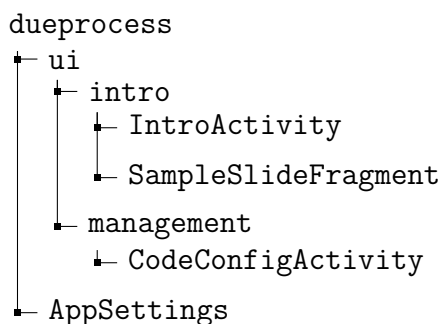 dueprocess
ui
intro
IntroActivity
SampleSlideFragment
management
CodeConfigActivity
AppSettings